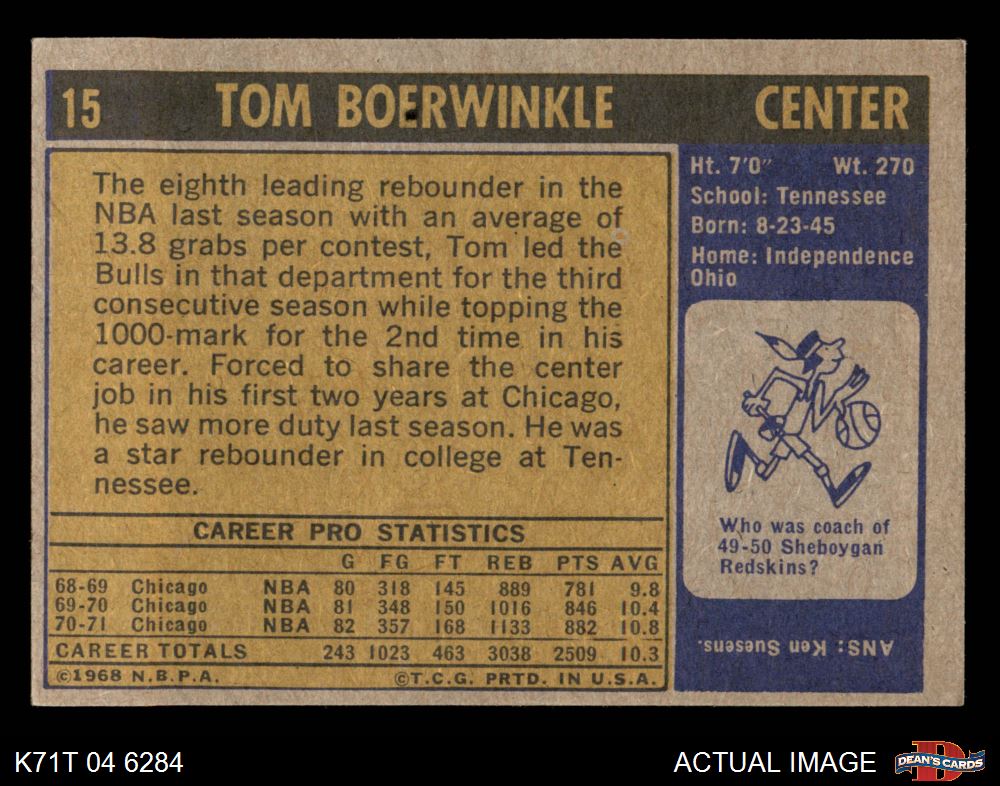 15 TOM BOERWINKLE CENTER
The eighth leading rebounder in the
NBA last season with an average of
13.8 grabs per contest, Tom led the
Bulls in that department for the third
consecutive season while topping the
1000-mark for the 2nd time in his
career. Forced to share the center
job in his first two years at Chicago,
he saw more duty last season. He was
a star rebounder in college at Ten-
nessee.
CAREER PRO STATISTICS
G FG FT REB PTS AVG
68-69 Chicago NBA 80 318 145 889 781 9.8
69-70 Chicago NBA 81 348 150 1016 846 10.4
70-71 Chicago NBA 82 357 168 1133 882 10.8
CAREER TOTALS 243 1023 463 3038 2509 10.3
©1968 N.B.P.A. ©T.C.G. PRTD. IN U.S.A.
Ht. 7'0" Wt. 270
School: Tennessee
Born: 8-23-45
Home: Independence
Ohio
Who was coach of
49-50 Sheboygan
Redskins?
ANS: Ken Suesens.
K71T 04 6284 ACTUAL IMAGE
D
DEAN'S CARDS